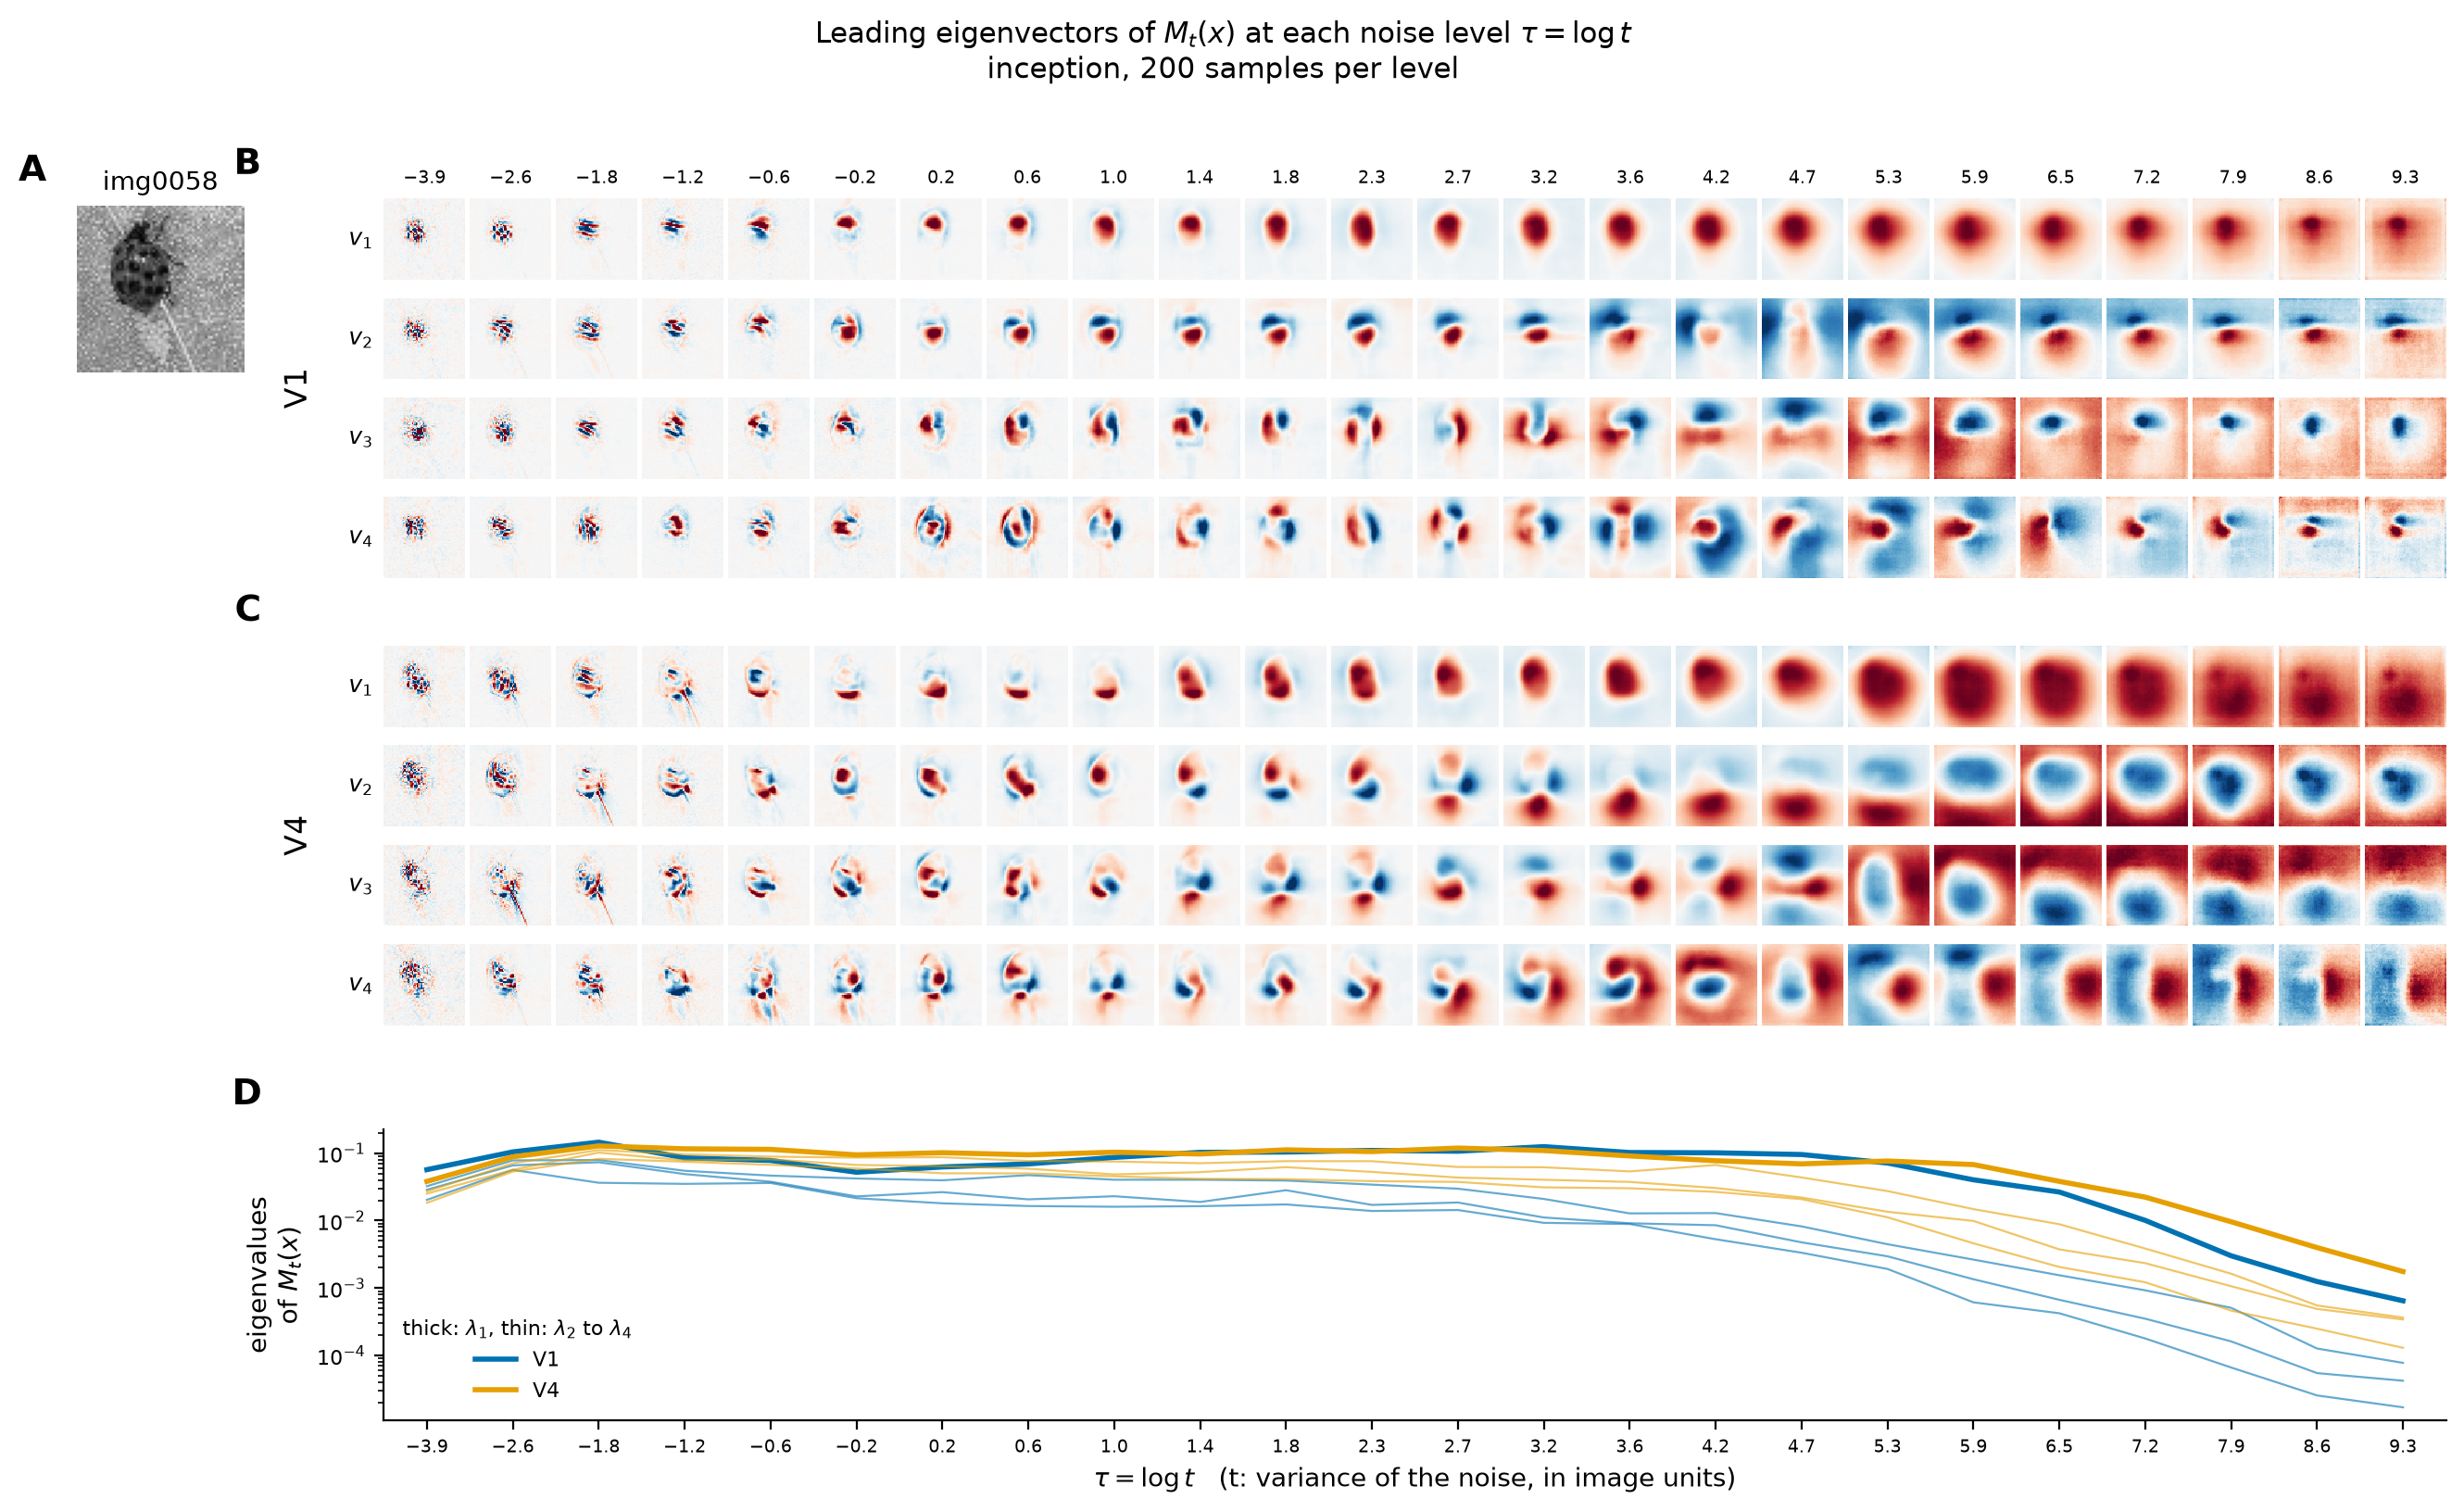 Leading eigenvectors of $M_t(x)$ at each noise level $\tau = \log t$
inception, 200 samples per level
A
img0058
B
−3.9 −2.6 −1.8 −1.2 −0.6 −0.2 0.2 0.6 1.0 1.4 1.8 2.3 2.7 3.2 3.6 4.2 4.7 5.3 5.9 6.5 7.2 7.9 8.6 9.3
V1
$v_1$
$v_2$
$v_3$
$v_4$
C
V4
$v_1$
$v_2$
$v_3$
$v_4$
D
eigenvalues
of $M_t(x)$
$10^{-1}$
$10^{-2}$
$10^{-3}$
$10^{-4}$
thick: $\lambda_1$, thin: $\lambda_2$ to $\lambda_4$
V1
V4
−3.9 −2.6 −1.8 −1.2 −0.6 −0.2 0.2 0.6 1.0 1.4 1.8 2.3 2.7 3.2 3.6 4.2 4.7 5.3 5.9 6.5 7.2 7.9 8.6 9.3
$\tau = \log t$ (t: variance of the noise, in image units)